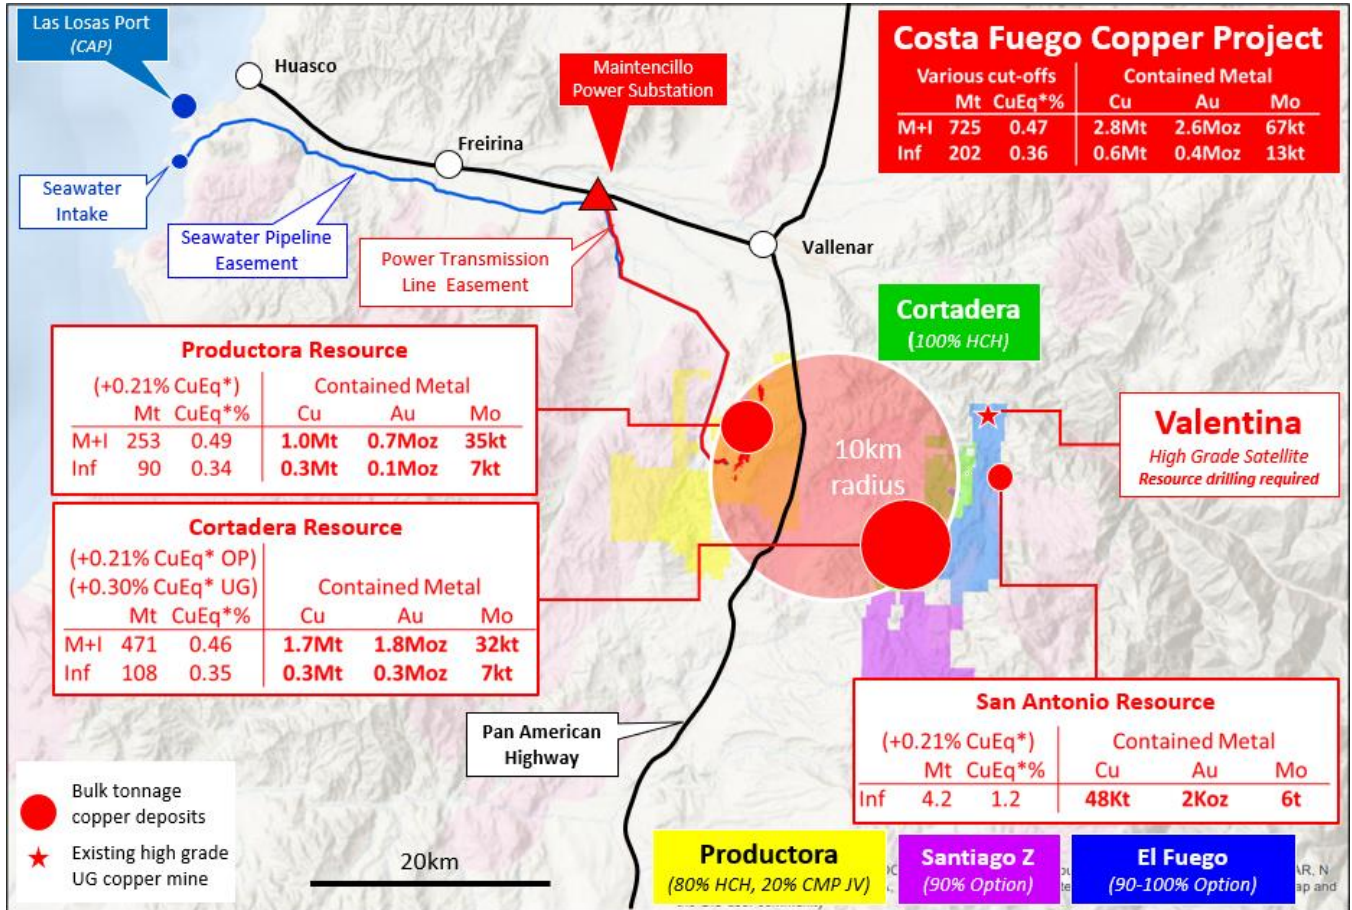 Las Losas Port
(CAP)
Huasco
Maintencillo
Power Substation
Costa Fuego Copper Project
Various cut-offs Contained Metal
Mt CuEq*% Cu Au Mo
M+I 725 0.47 2.8Mt 2.6Moz 67kt
Inf 202 0.36 0.6Mt 0.4Moz 13kt
Freirina
Seawater
Intake
Seawater Pipeline
Easement
Power Transmission
Line Easement
Vallenar
Cortadera
(100% HCH)
Productora Resource
(+0.21% CuEq*) Contained Metal
Mt CuEq*% Cu Au Mo
M+I 253 0.49 1.0Mt 0.7Moz 35kt
Inf 90 0.34 0.3Mt 0.1Moz 7kt
10km
radius
Valentina
High Grade Satellite
Resource drilling required
Cortadera Resource
(+0.21% CuEq* OP)
(+0.30% CuEq* UG) Contained Metal
Mt CuEq*% Cu Au Mo
M+I 471 0.46 1.7Mt 1.8Moz 32kt
Inf 108 0.35 0.3Mt 0.3Moz 7kt
San Antonio Resource
(+0.21% CuEq*) Contained Metal
Mt CuEq*% Cu Au Mo
Inf 4.2 1.2 48Kt 2Koz 6t
Pan American
Highway
Bulk tonnage
copper deposits
Existing high grade
UG copper mine
20km
Productora
(80% HCH, 20% CMP JV)
Santiago Z
(90% Option)
El Fuego
(90-100% Option)